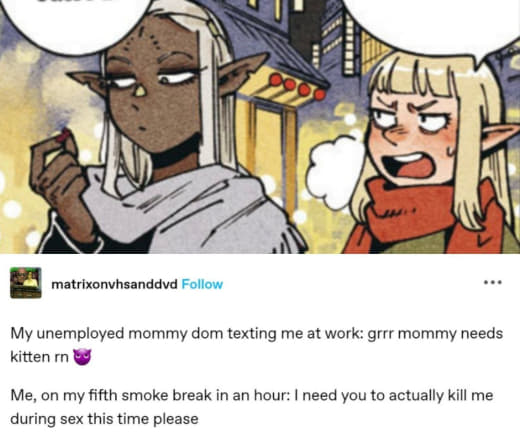 matrixonvhsanddvd Follow
My unemployed mommy dom texting me at work: grrr mommy needs
kitten rn 😈
Me, on my fifth smoke break in an hour: I need you to actually kill me
during sex this time please